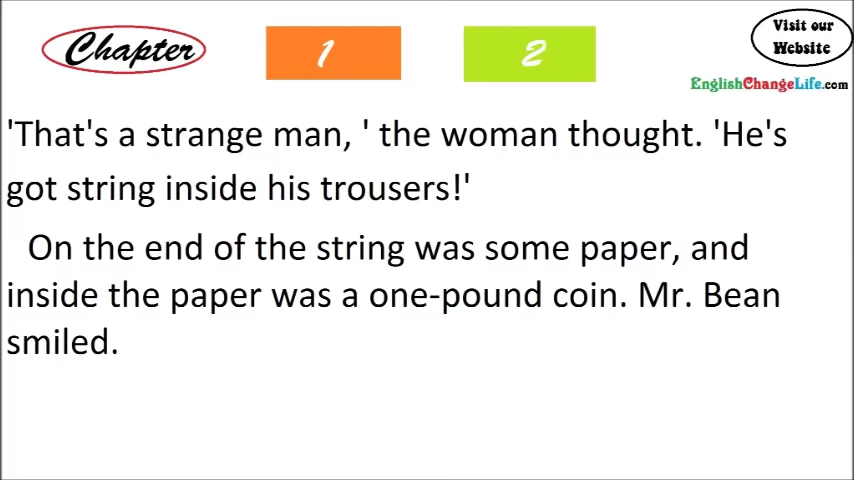 Chapter
1
2
Visit our
Website
EnglishChangeLife.com
'That's a strange man, ' the woman thought. 'He's
got string inside his trousers!'
On the end of the string was some paper, and
inside the paper was a one-pound coin. Mr. Bean
smiled.